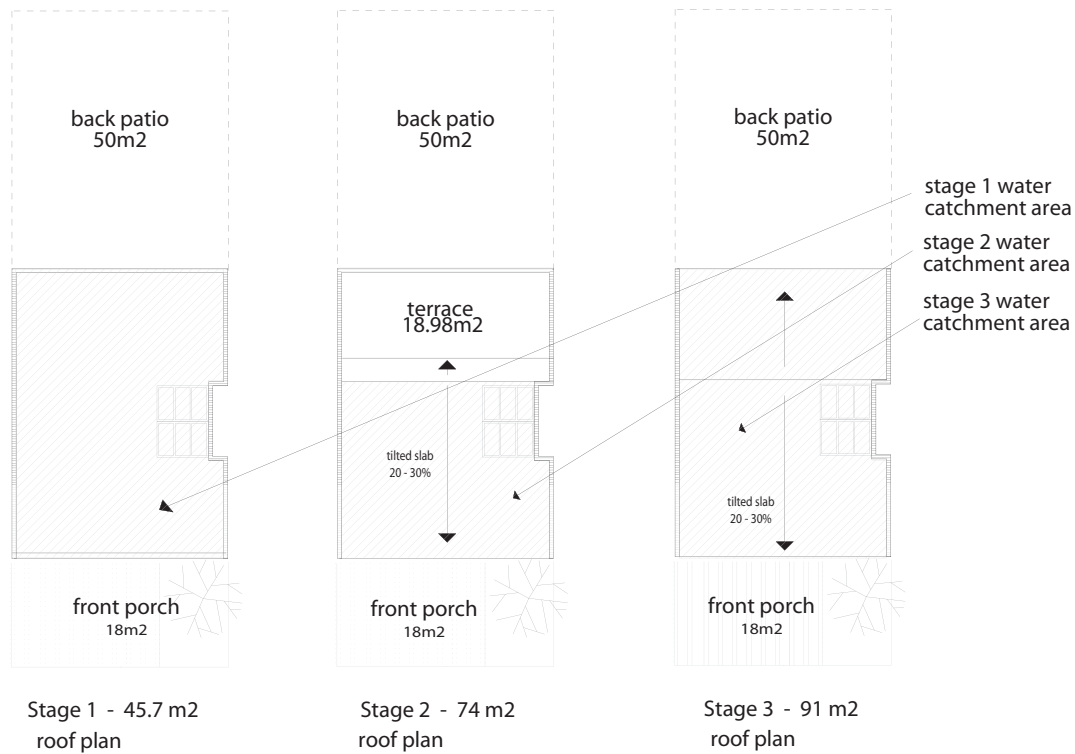 back patio
50m2
back patio
50m2
back patio
50m2
stage 1 water
catchment area
stage 2 water
catchment area
stage 3 water
catchment area
terrace
18.98m2
tilted slab
20 - 30%
tilted slab
20 - 30%
front porch
18m2
front porch
18m2
front porch
18m2
Stage 1 - 45.7 m2
roof plan
Stage 2 - 74 m2
roof plan
Stage 3 - 91 m2
roof plan